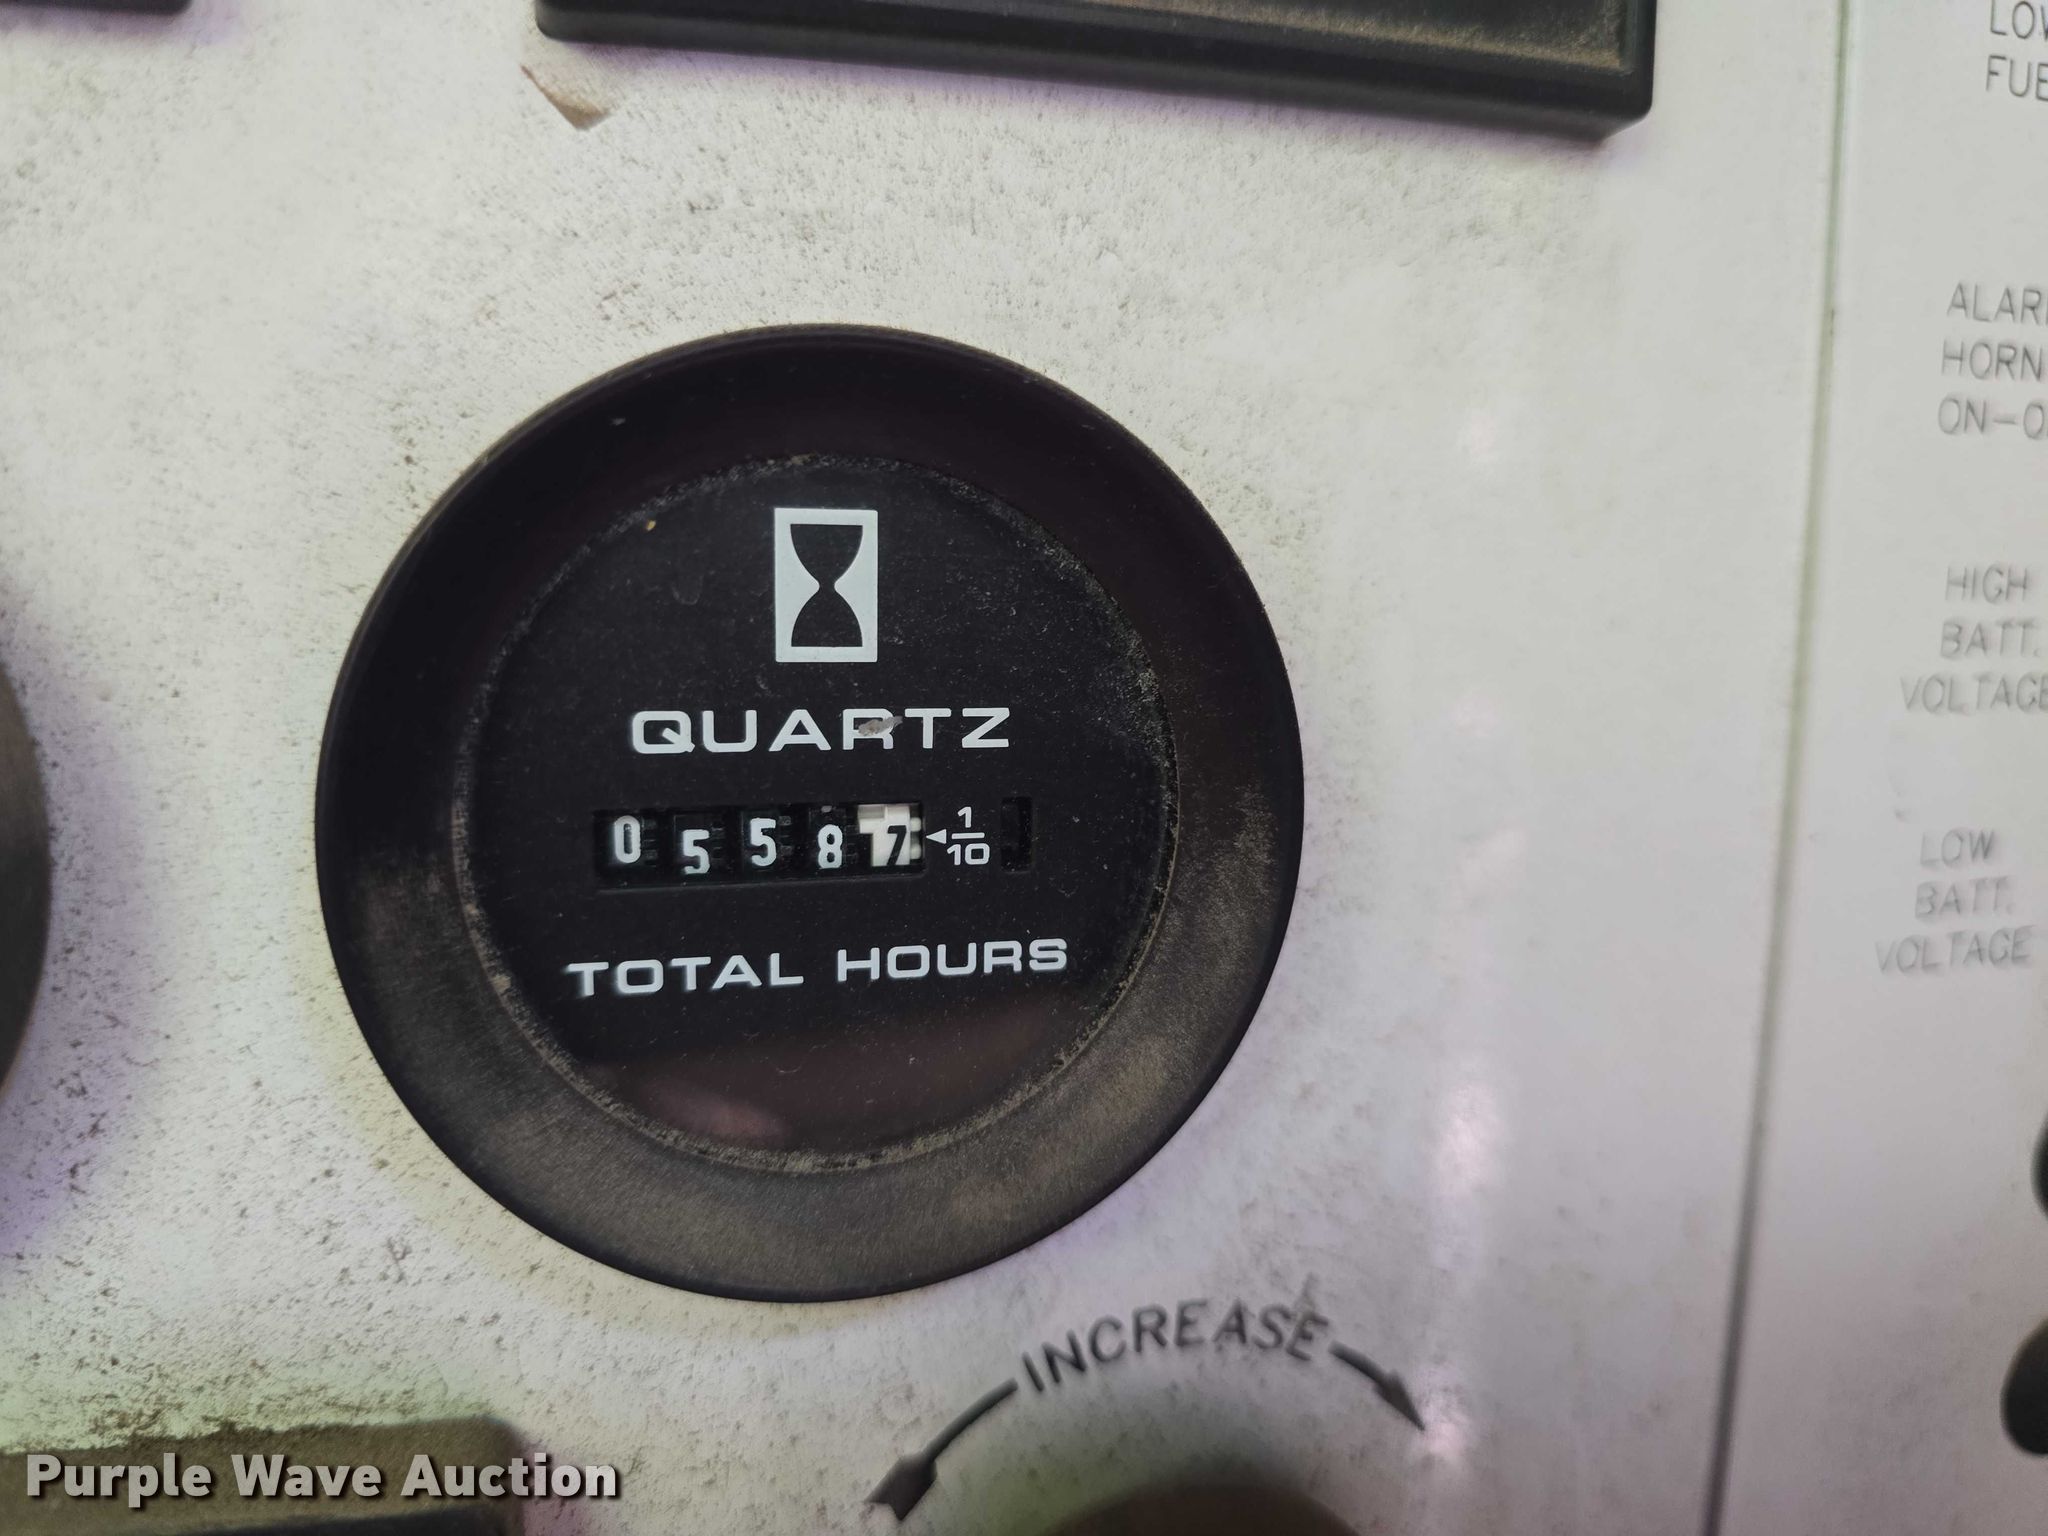 LOW
FUE
ALAR
HORN
ON-O
HIGH
BATT.
VOLTAGE
LOW
BATT.
VOLTAGE
QUARTZ
0 5 5 8 7 ◄ 1/10
TOTAL HOURS
INCREASE
Purple Wave Auction